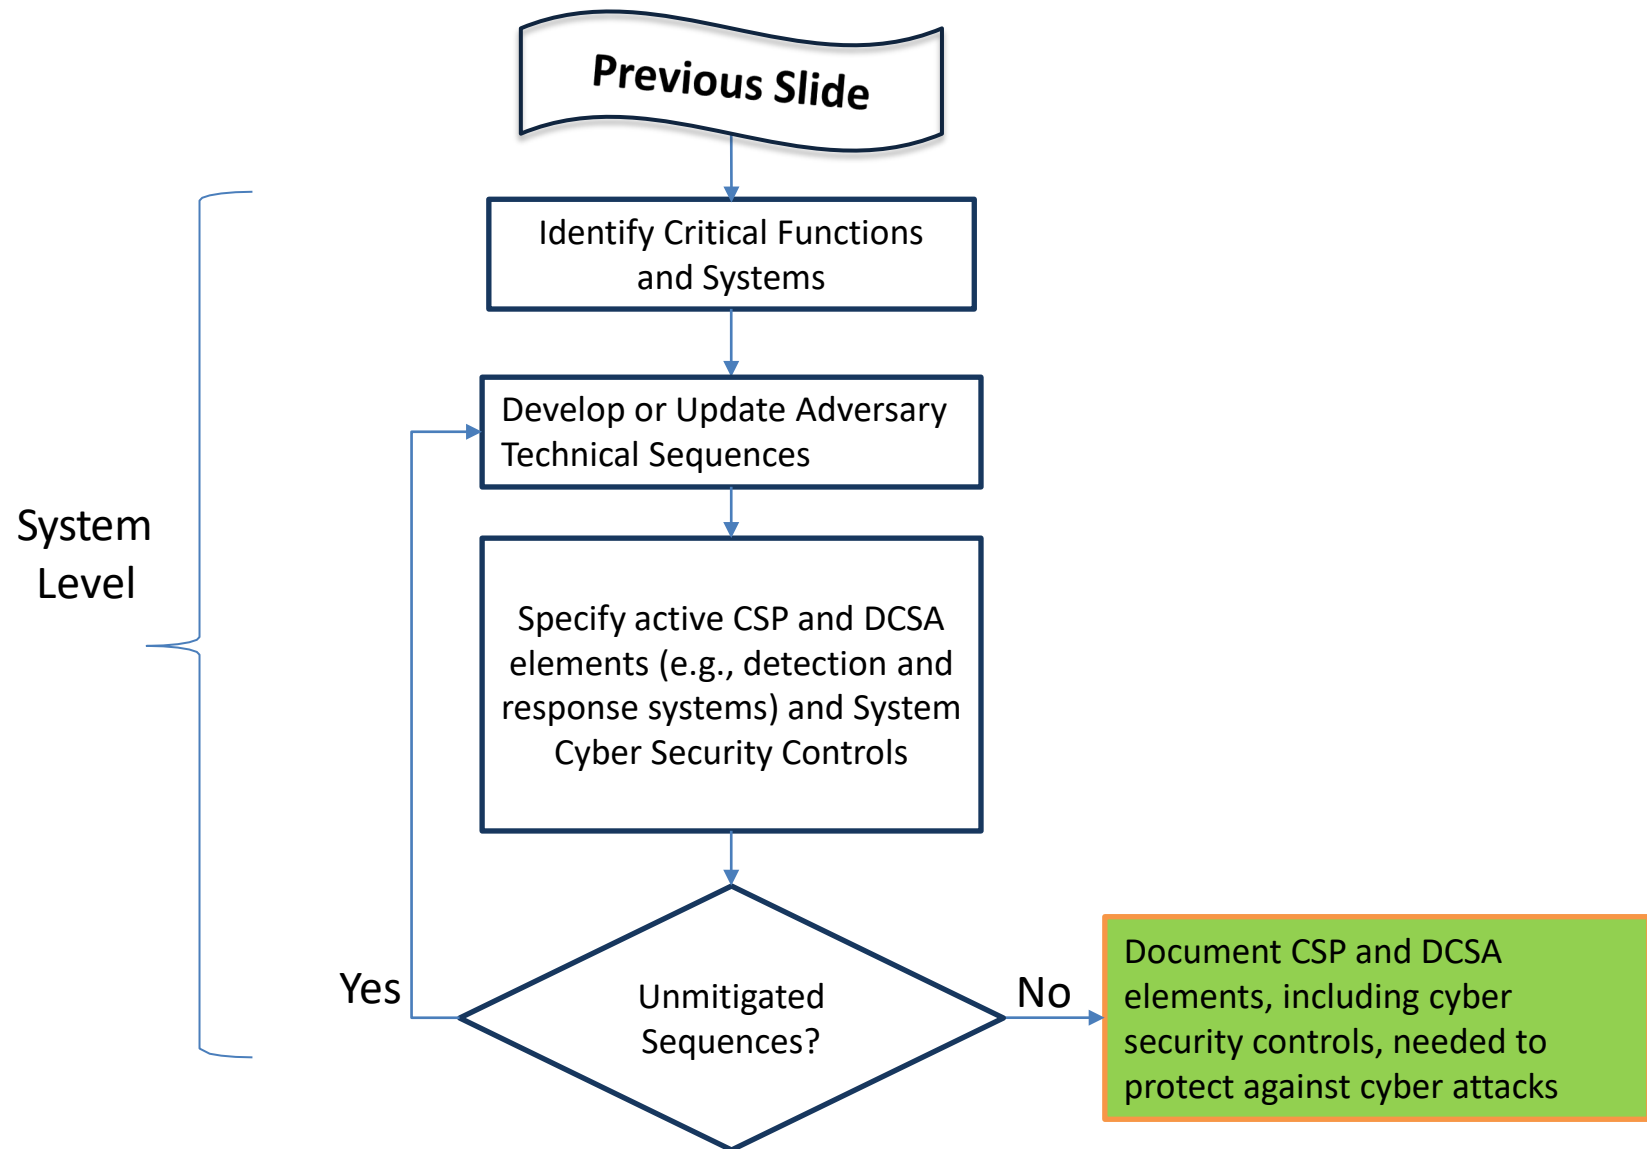 Previous Slide
Identify Critical Functions
and Systems
Develop or Update Adversary
Technical Sequences
System
Level
Specify active CSP and DCSA
elements (e.g., detection and
response systems) and System
Cyber Security Controls
Yes
Unmitigated
Sequences?
No
Document CSP and DCSA
elements, including cyber
security controls, needed to
protect against cyber attacks